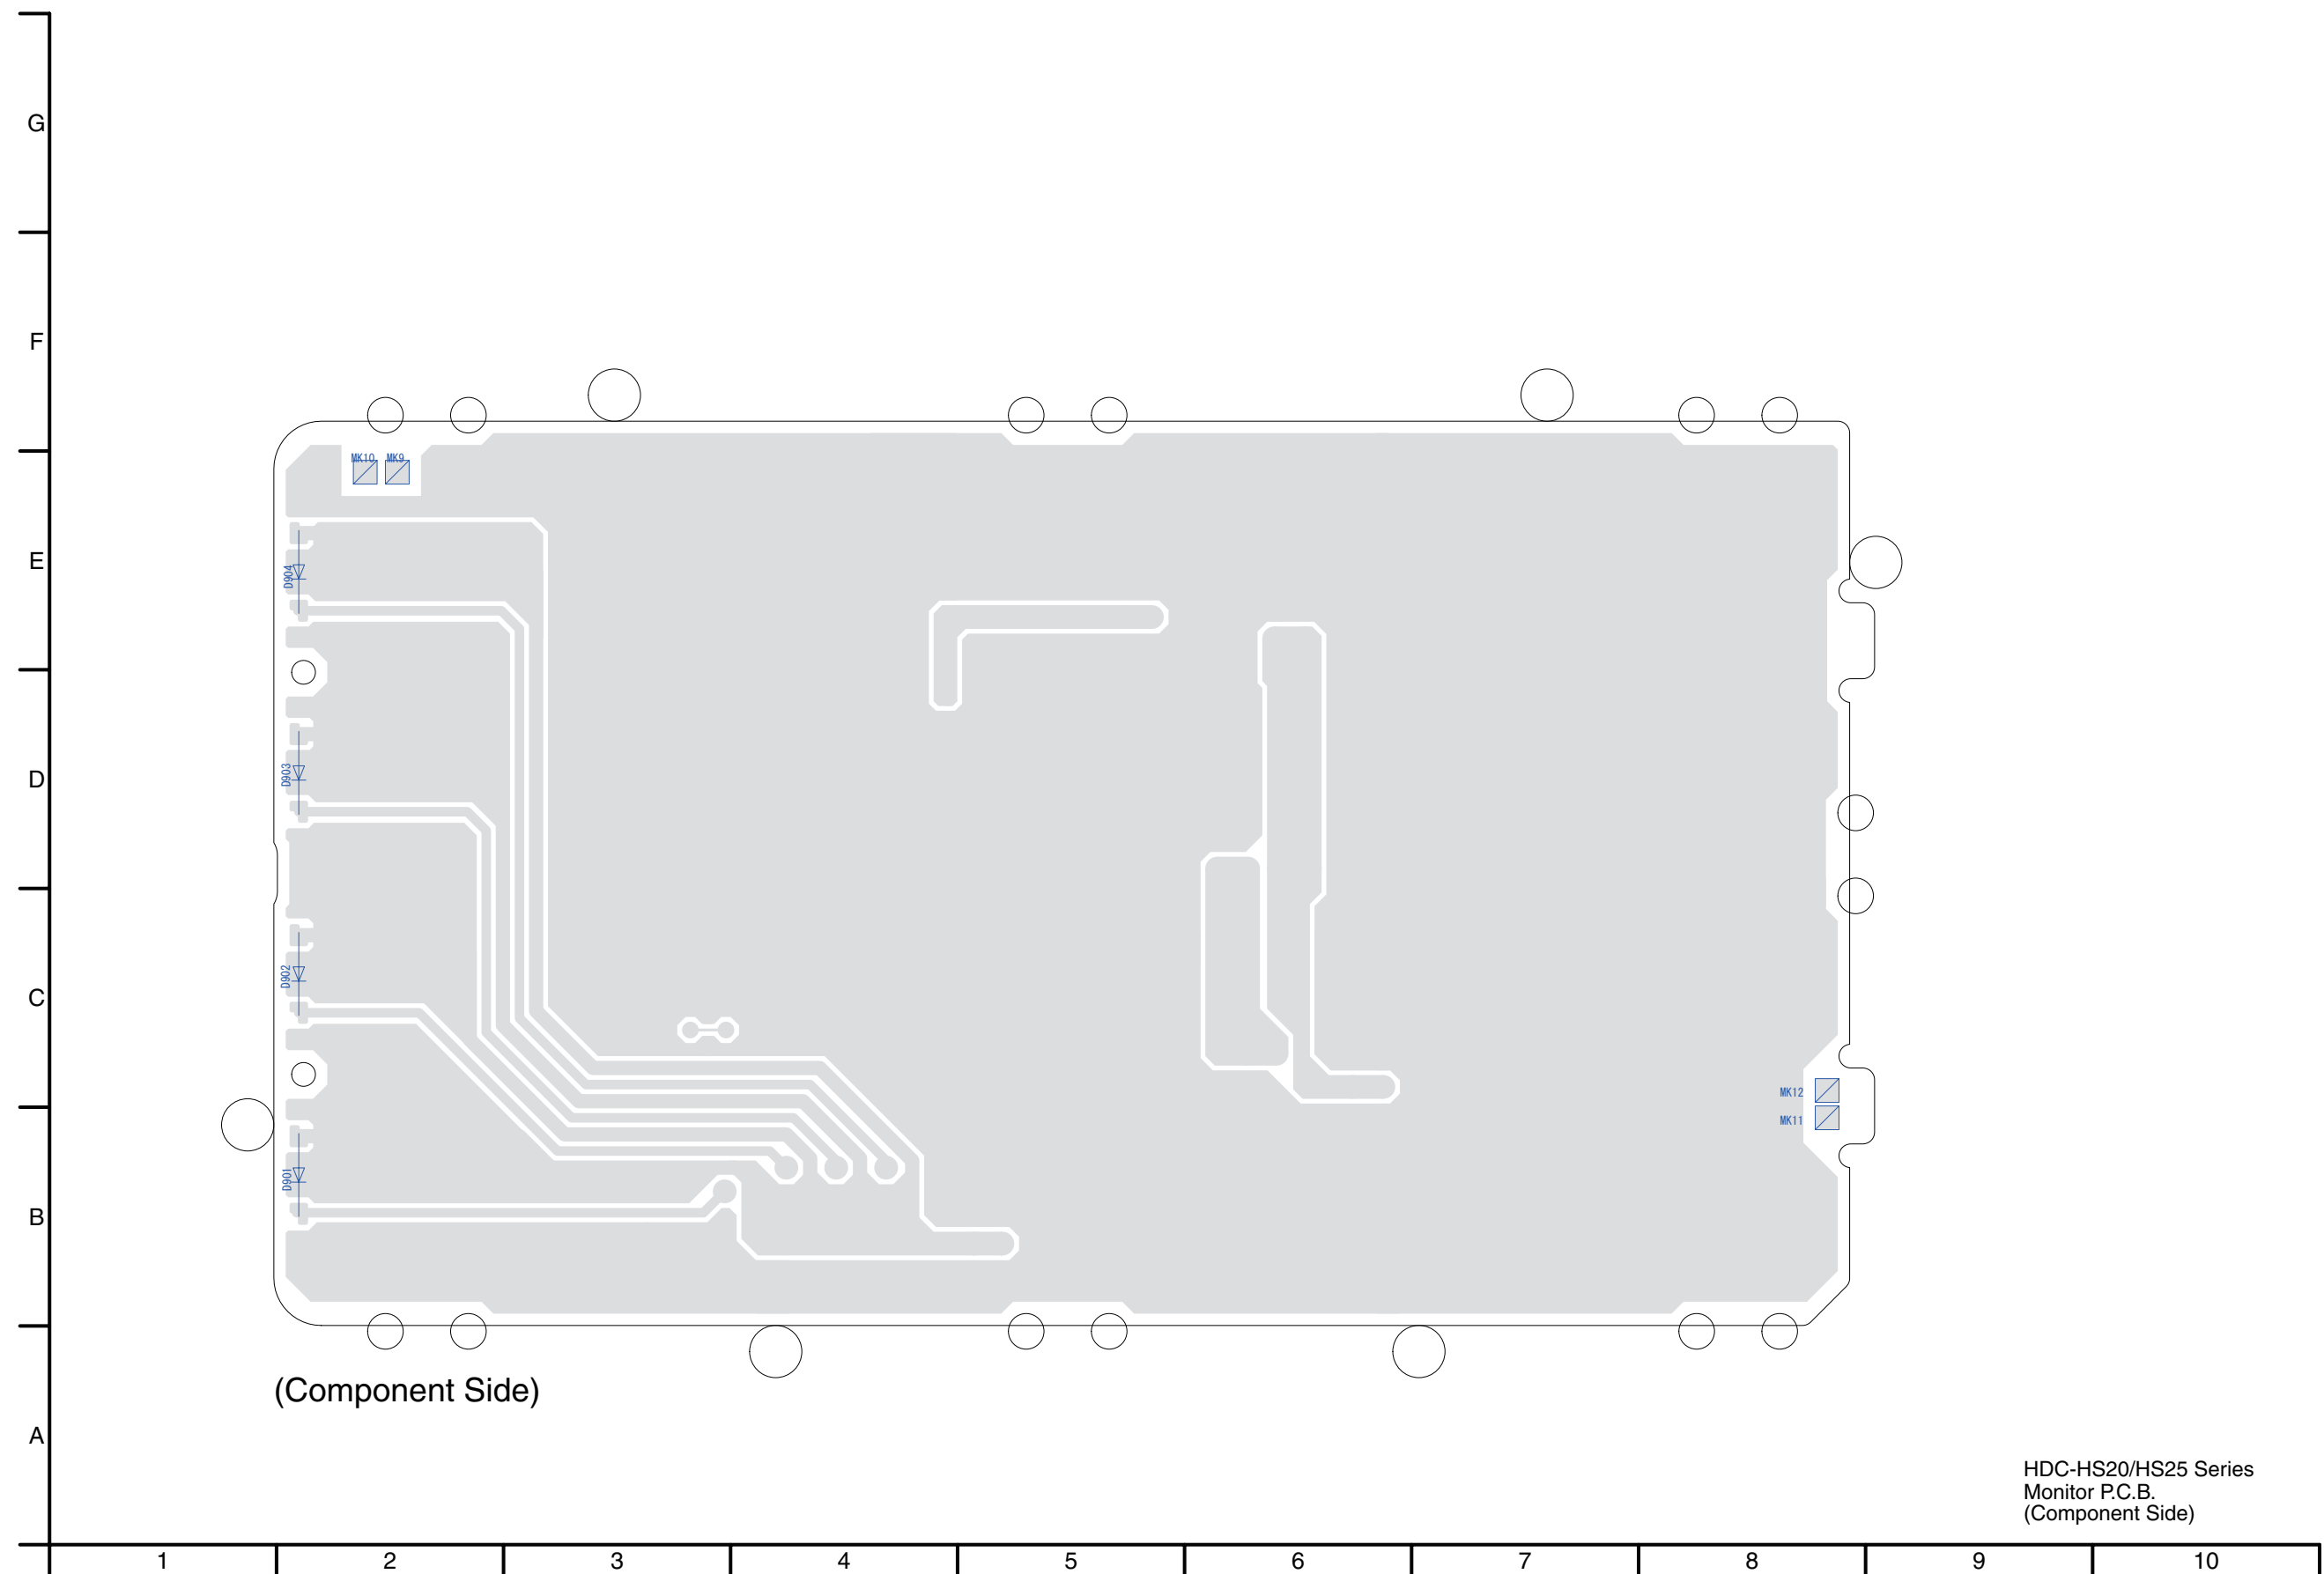 G
F
MK10 MK9
E
D904
D
D903
C
D902
MK12
MK11
D901
B
(Component Side)
A
HDC-HS20/HS25 Series
Monitor P.C.B.
(Component Side)
1 2 3 4 5 6 7 8 9 10